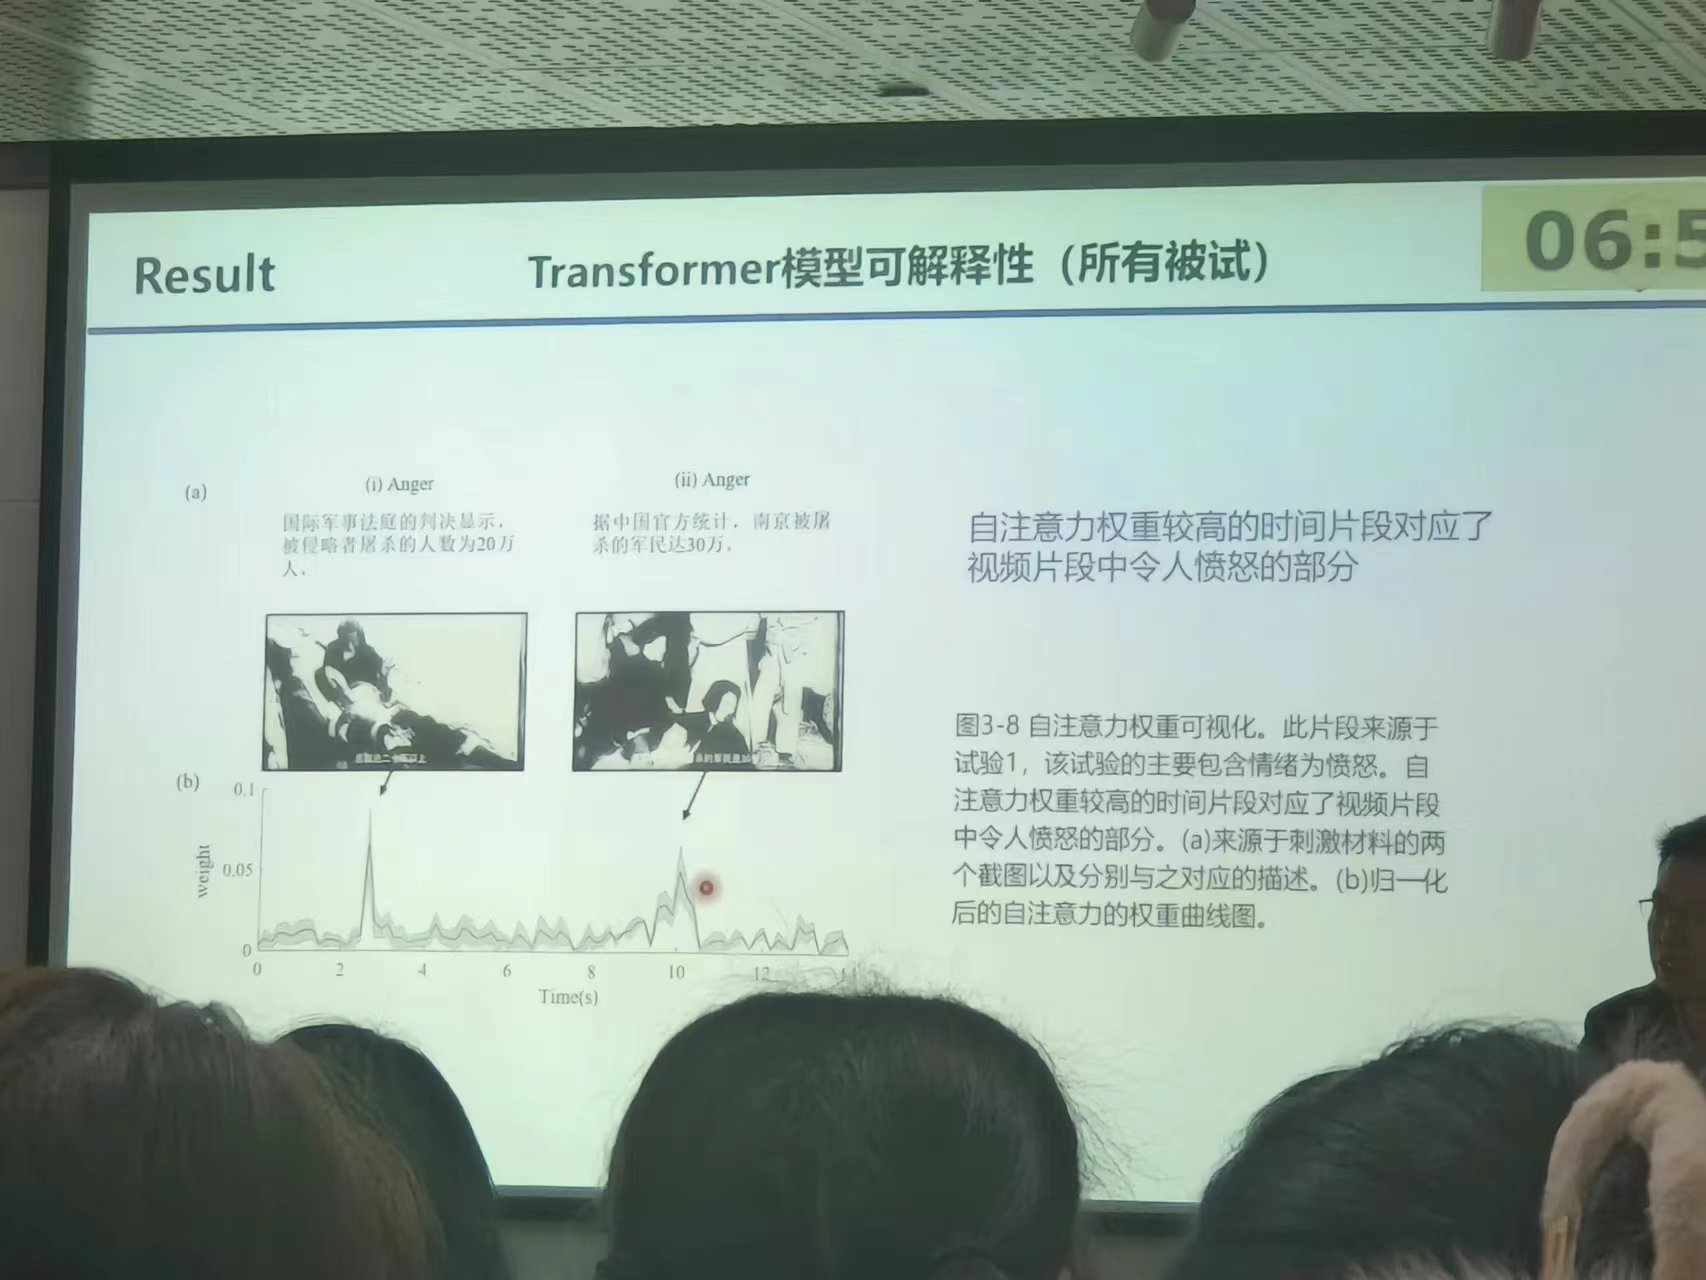 Result
Transformer模型可解释性（所有被试）
06:5
(a)
(i) Anger
(ii) Anger
国际军事法庭的判决显示，
被侵略者屠杀的人数为20万
人。
据中国官方统计，南京被屠
杀的军民达30万。
自注意力权重较高的时间片段对应了
视频片段中令人愤怒的部分
图3-8 自注意力权重可视化。此片段来源于
试验1，该试验的主要包含情绪为愤怒。自
注意力权重较高的时间片段对应了视频片段
中令人愤怒的部分。(a)来源于刺激材料的两
个截图以及分别与之对应的描述。(b)归一化
后的自注意力的权重曲线图。
(b)
0.1
0.05
0
weight
0 2 4 6 8 10 12
Time(s)